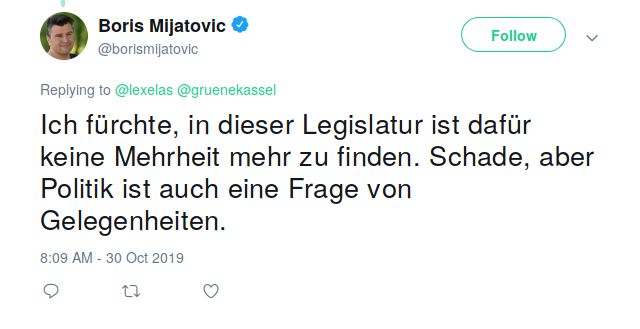 Boris Mijatovic
@borismijatovic
Follow
Replying to @lexelas @gruenekassel
Ich fürchte, in dieser Legislatur ist dafür
keine Mehrheit mehr zu finden. Schade, aber
Politik ist auch eine Frage von
Gelegenheiten.
8:09 AM - 30 Oct 2019